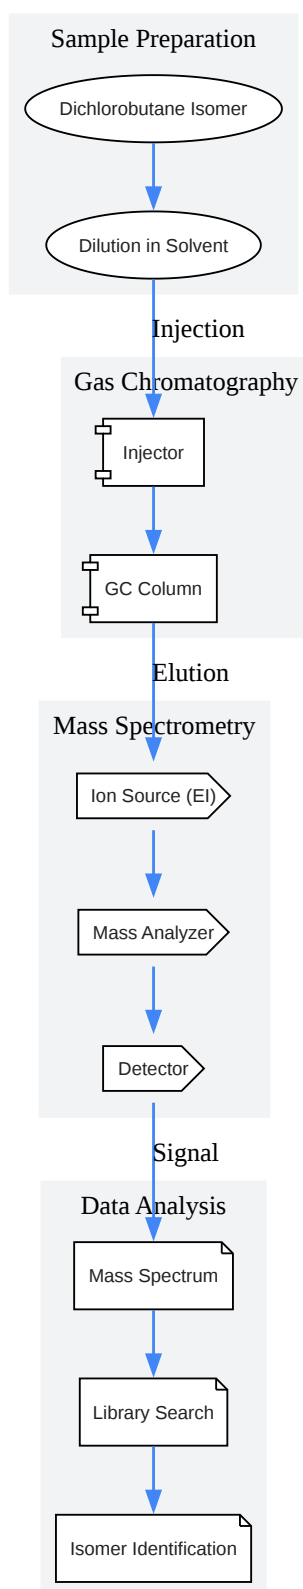 Sample Preparation
Dichlorobutane Isomer
Dilution in Solvent
Injection
Gas Chromatography
Injector
GC Column
Elution
Mass Spectrometry
Ion Source (EI)
Mass Analyzer
Detector
Signal
Data Analysis
Mass Spectrum
Library Search
Isomer Identification